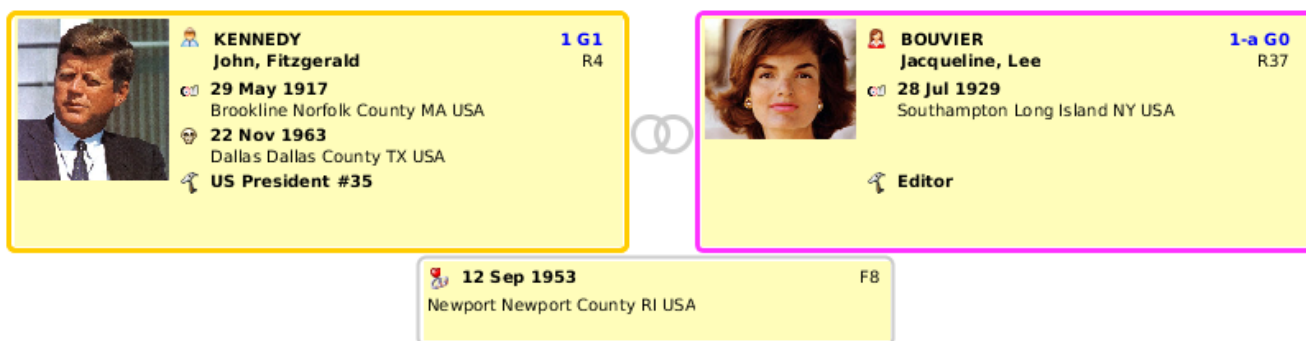 KENNEDY 1 G1
John, Fitzgerald R4
29 May 1917
Brookline Norfolk County MA USA
22 Nov 1963
Dallas Dallas County TX USA
US President #35
BOUVIER 1-a G0
Jacqueline, Lee R37
28 Jul 1929
Southampton Long Island NY USA
Editor
12 Sep 1953 F8
Newport Newport County RI USA